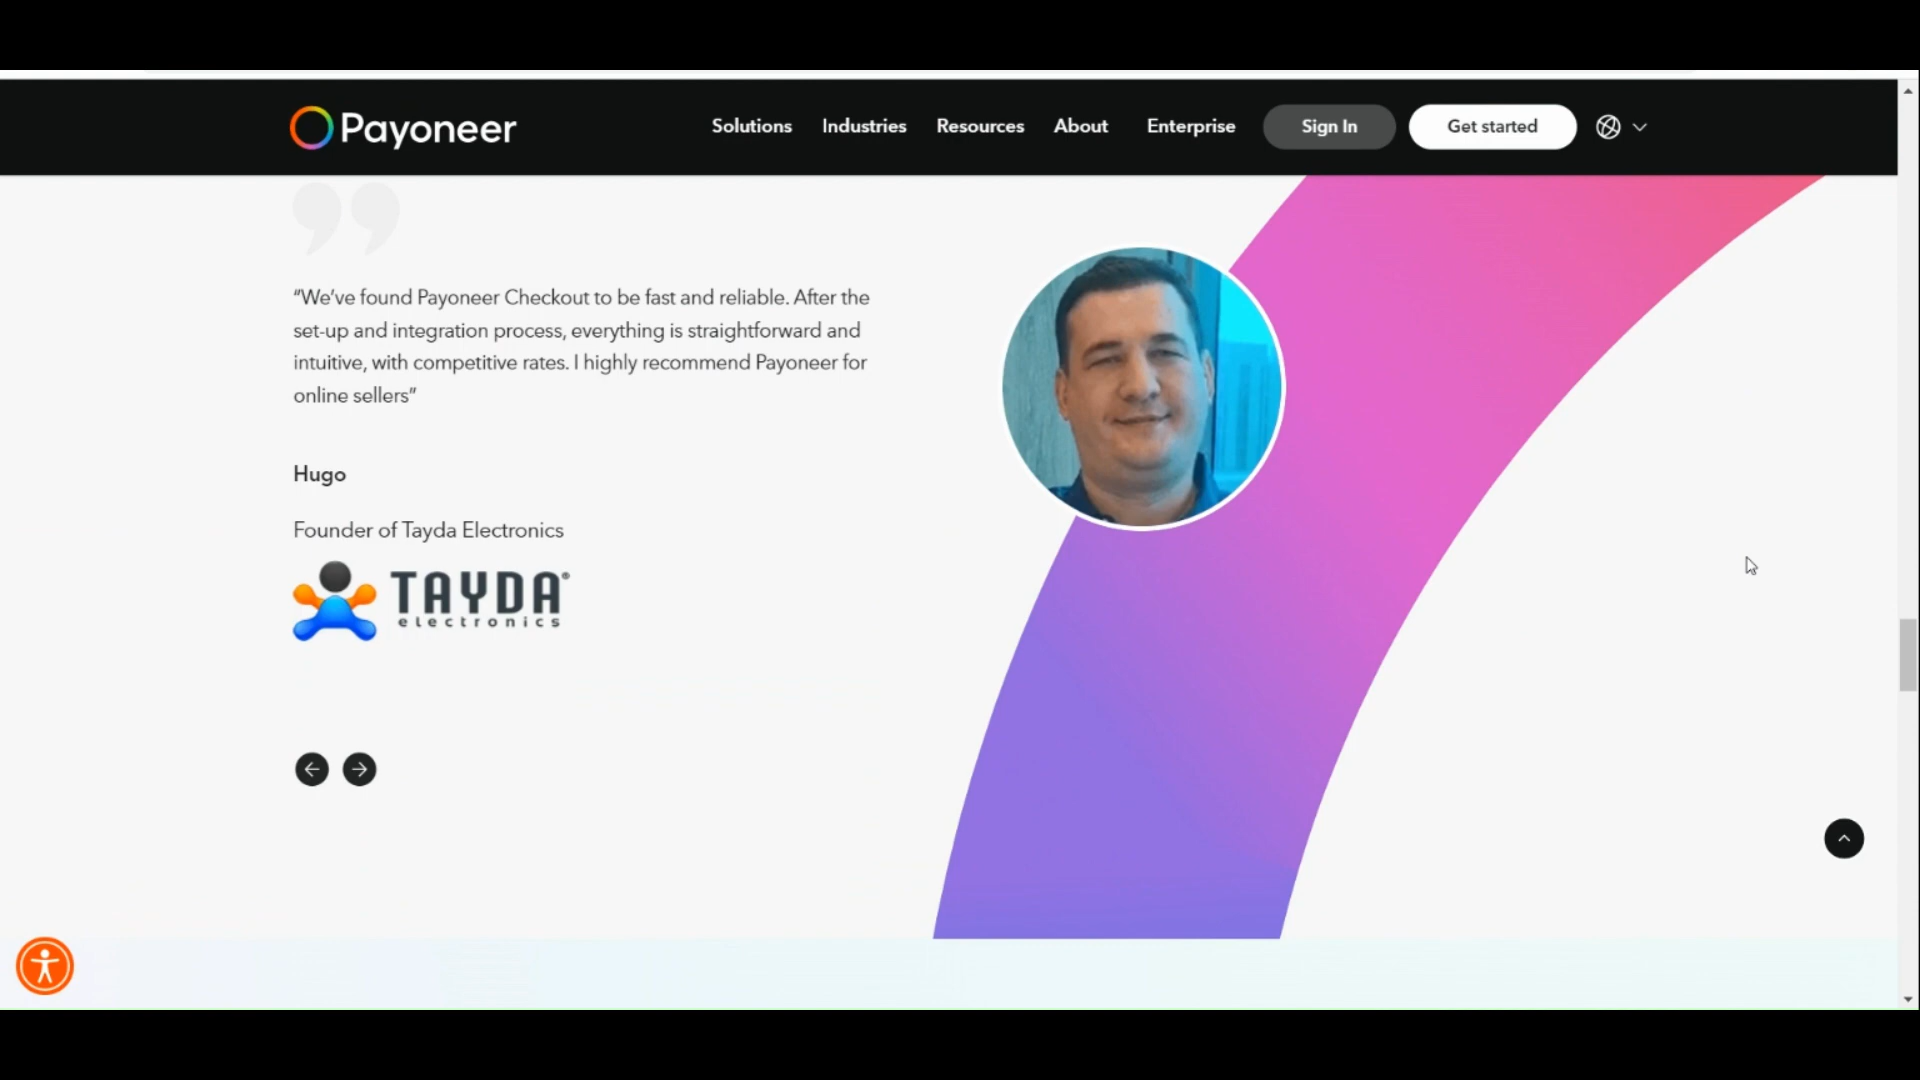 Payoneer
Solutions Industries Resources About Enterprise Sign In Get started
“We’ve found Payoneer Checkout to be fast and reliable. After the
set-up and integration process, everything is straightforward and
intuitive, with competitive rates. I highly recommend Payoneer for
online sellers”
Hugo
Founder of Tayda Electronics
TAYDA®
electronics